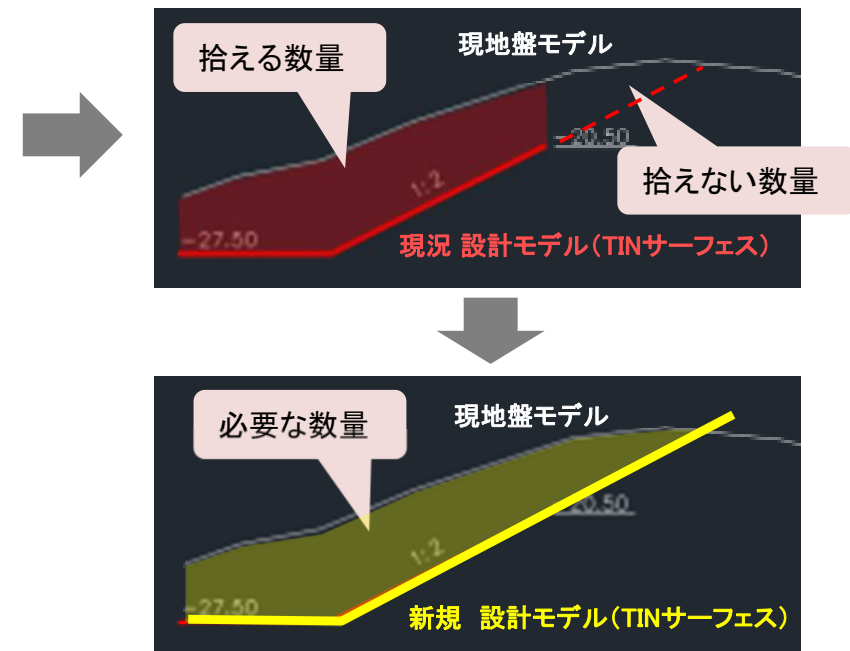 現地盤モデル
拾える数量
-20.50
拾えない数量
1:2
-27.50
現況 設計モデル(TINサーフェス)
現地盤モデル
必要な数量
-20.50
1:2
-27.50
新規 設計モデル(TINサーフェス)